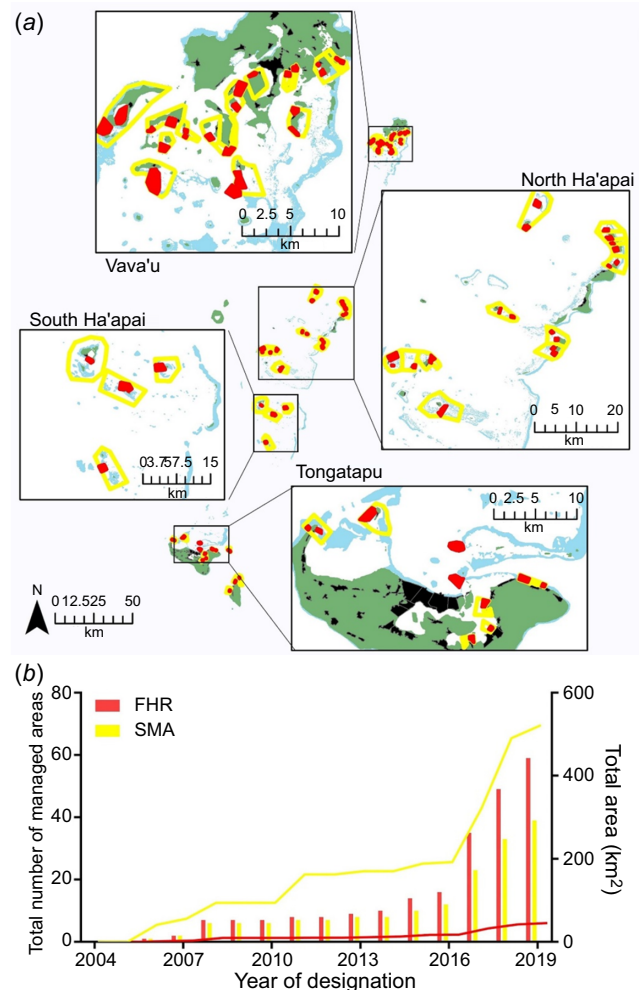 (a)
0 2.5 5 10
km
Vava'u
North Ha'apai
0 5 10 20
km
South Ha'apai
03.757.5 15
km
Tongatapu
0 2.5 5 10
km
N
0 12.525 50
km
(b)
FHR
SMA
Total number of managed areas
80
60
40
20
0
600
400
200
0
Total area (km2)
2004 2007 2010 2013 2016 2019
Year of designation